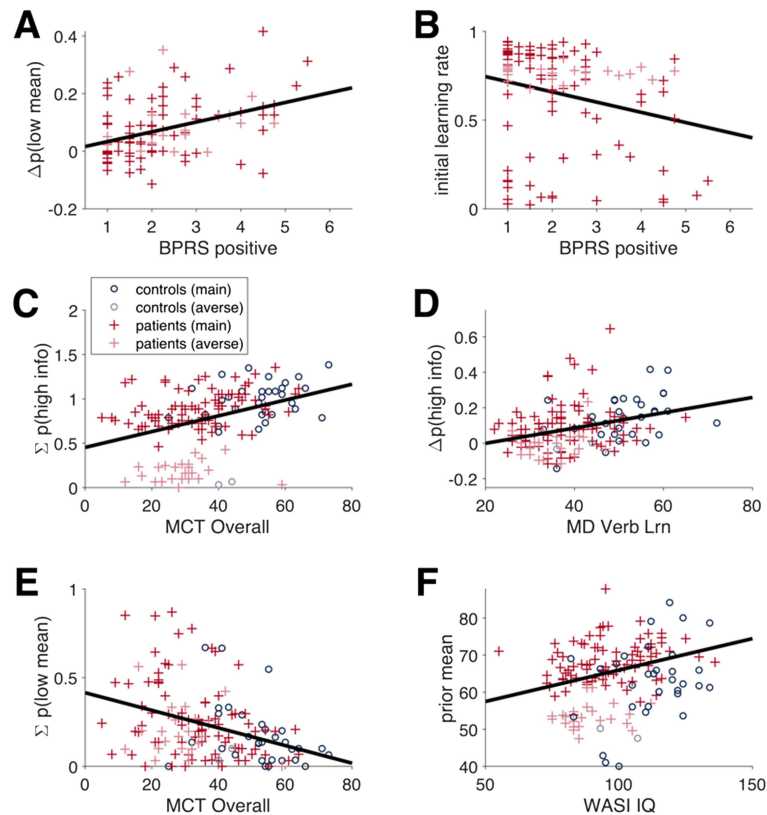 A
Δp(low mean)
0.4
0.2
0
-0.2
1 2 3 4 5 6
BPRS positive
B
initial learning rate
1
0.5
0
1 2 3 4 5 6
BPRS positive
C
controls (main)
controls (averse)
patients (main)
patients (averse)
Σ p(high info)
2
1.5
1
0.5
0
0 20 40 60 80
MCT Overall
D
Δp(high info)
0.6
0.4
0.2
0
-0.2
20 40 60 80
MD Verb Lrn
E
Σ p(low mean)
1
0.5
0
0 20 40 60 80
MCT Overall
F
prior mean
80
70
60
50
40
50 100 150
WASI IQ